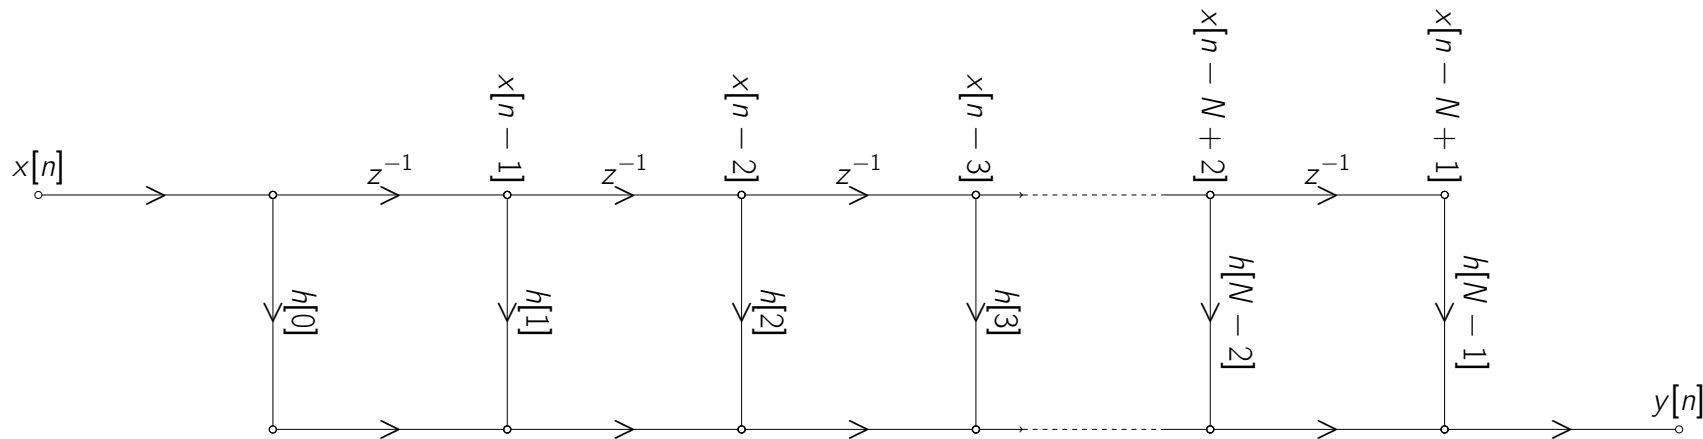 x[n]
z⁻¹
x[n − 1]
z⁻¹
x[n − 2]
z⁻¹
x[n − 3]
x[n − N + 2]
z⁻¹
x[n − N + 1]
h[0]
h[1]
h[2]
h[3]
h[N − 2]
h[N − 1]
y[n]